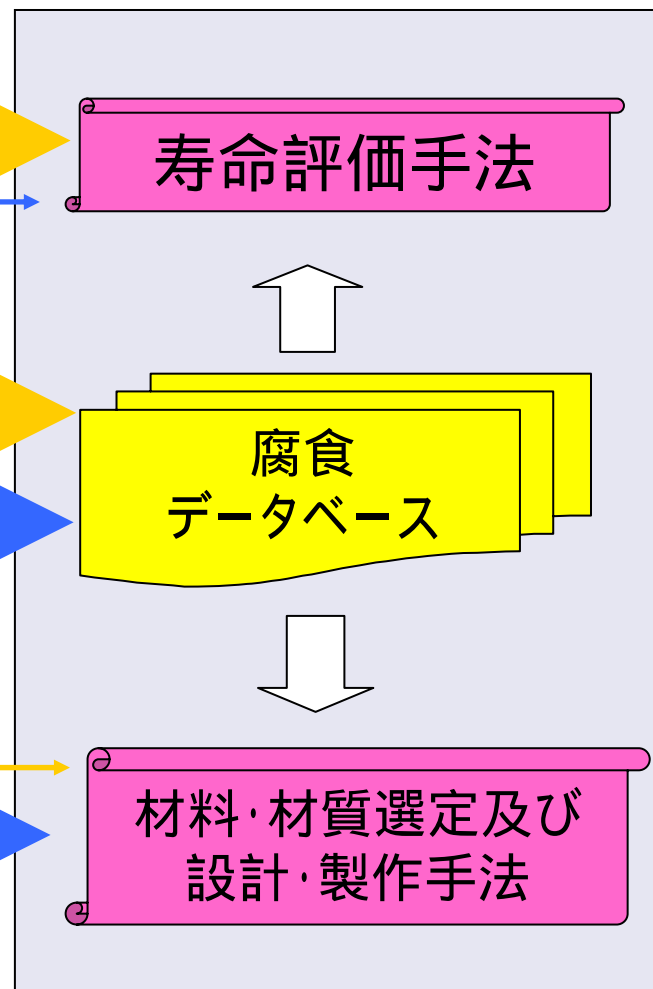 寿命評価手法
腐食
データベース
材料・材質選定及び
設計・製作手法